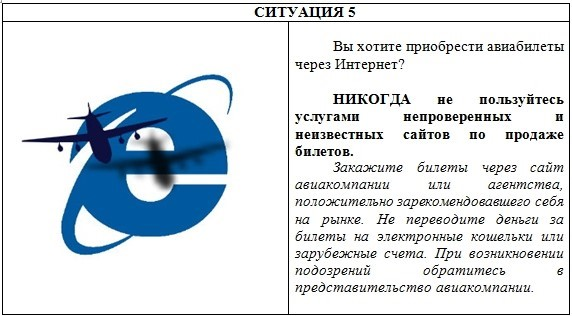 СИТУАЦИЯ 5
Вы хотите приобрести авиабилеты
через Интернет?
НИКОГДА не пользуйтесь
услугами непроверенных и
неизвестных сайтов по продаже
билетов.
Закажите билеты через сайт
авиакомпании или агентства,
положительно зарекомендовавшего себя
на рынке. Не переводите деньги за
билеты на электронные кошельки или
зарубежные счета. При возникновении
подозрений обратитесь в
представительство авиакомпании.